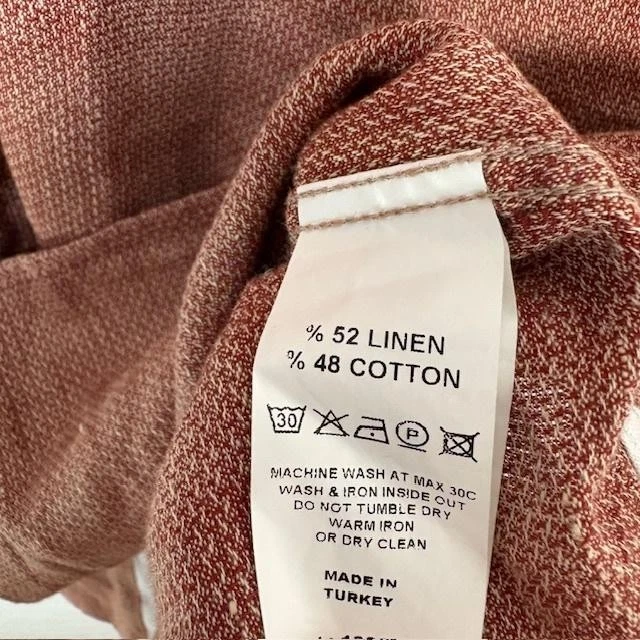 % 52 LINEN
% 48 COTTON
30 P
MACHINE WASH AT MAX 30C
WASH & IRON INSIDE OUT
DO NOT TUMBLE DRY
WARM IRON
OR DRY CLEAN
MADE IN
TURKEY